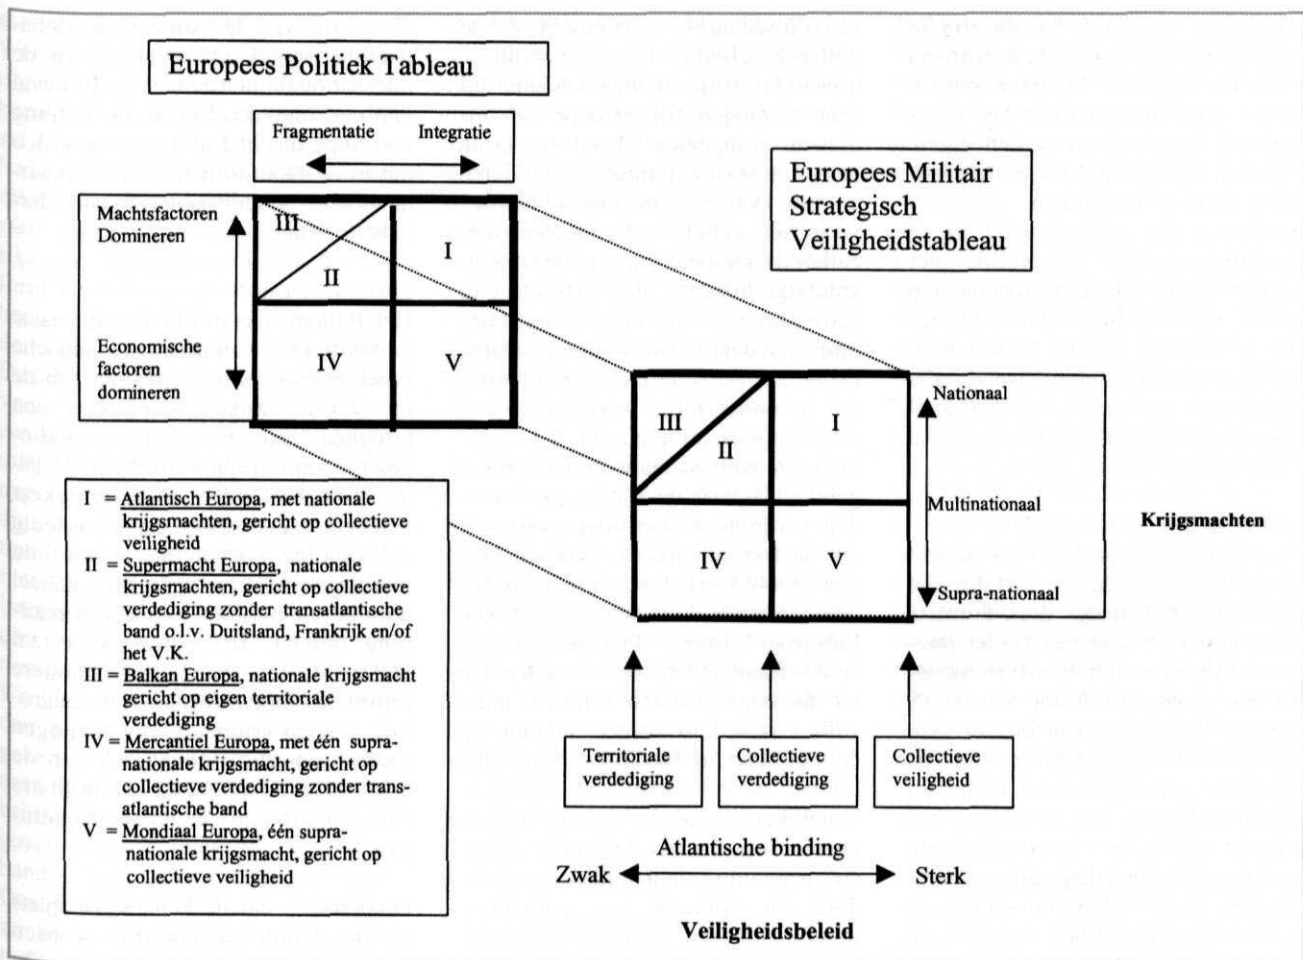 Europees Politiek Tableau
Fragmentatie Integratie
Europees Militair
Strategisch
Veiligheidstableau
Machtsfactoren
Domineren
Economische
factoren
domineren
III
I
II
IV
V
III
I
II
IV
V
Nationaal
Multinationaal
Supra-nationaal
Krijgsmachten
I = Atlantisch Europa, met nationale
krijgsmachten, gericht op collectieve
veiligheid
II = Supermacht Europa, nationale
krijgsmachten, gericht op collectieve
verdediging zonder transatlantische
band o.l.v. Duitsland, Frankrijk en/of
het V.K.
III = Balkan Europa, nationale krijgsmacht
gericht op eigen territoriale
verdediging
IV = Mercantiel Europa, met één supra-
nationale krijgsmacht, gericht op
collectieve verdediging zonder trans-
atlantische band
V = Mondiaal Europa, één supra-
nationale krijgsmacht, gericht op
collectieve veiligheid
Territoriale
verdediging
Collectieve
verdediging
Collectieve
veiligheid
Atlantische binding
Zwak Sterk
Veiligheidsbeleid